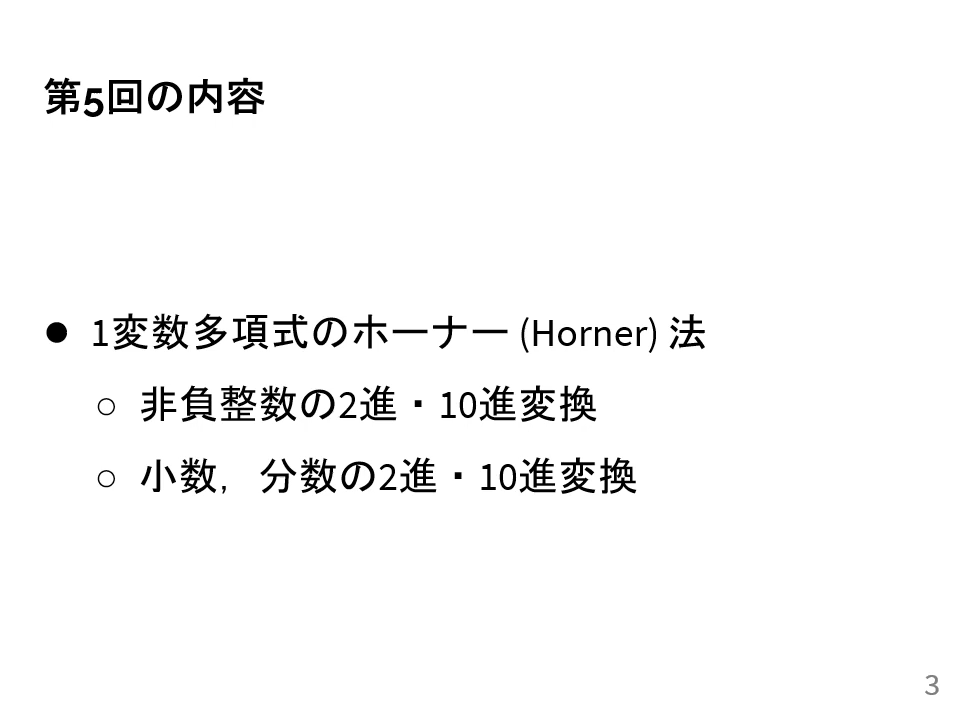 第5回の内容
● 1変数多項式のホーナー (Horner) 法
○ 非負整数の2進・10進変換
○ 小数，分数の2進・10進変換
3